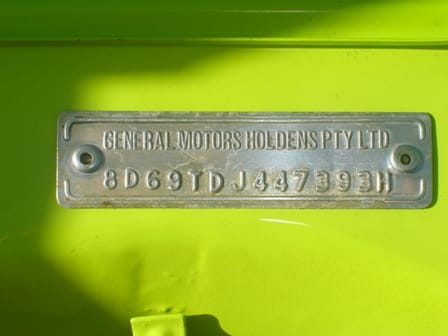 GENERAL MOTORS HOLDENS PTY LTD
8D69TDJ447393H